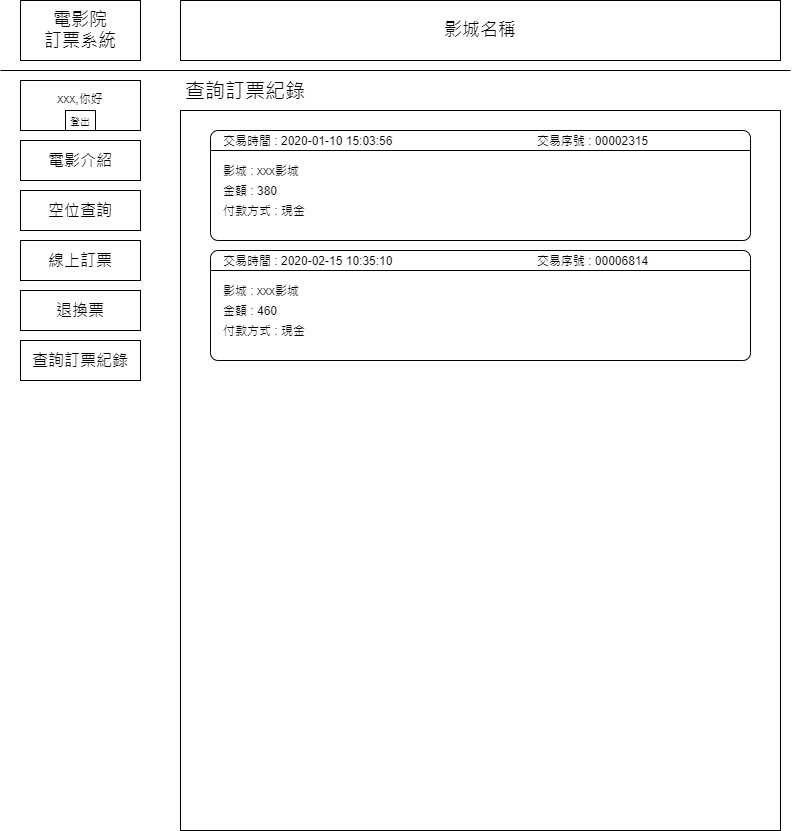 電影院
訂票系統
影城名稱
xxx,你好
登出
電影介紹
空位查詢
線上訂票
退換票
查詢訂票紀錄
查詢訂票紀錄
交易時間 : 2020-01-10 15:03:56
交易序號 : 00002315
影城 : xxx影城
金額 : 380
付款方式 : 現金
交易時間 : 2020-02-15 10:35:10
交易序號 : 00006814
影城 : xxx影城
金額 : 460
付款方式 : 現金